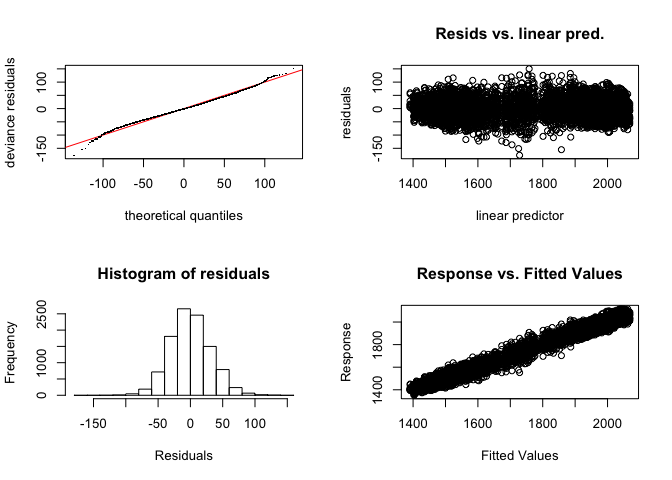 deviance residuals
-150
0
100
-100
-50
0
50
100
theoretical quantiles
Resids vs. linear pred.
residuals
-150
0
100
1400
1600
1800
2000
linear predictor
Histogram of residuals
Frequency
0
1000
2500
-150
-50
0
50
100
Residuals
Response vs. Fitted Values
Response
1400
1800
1400
1600
1800
2000
Fitted Values